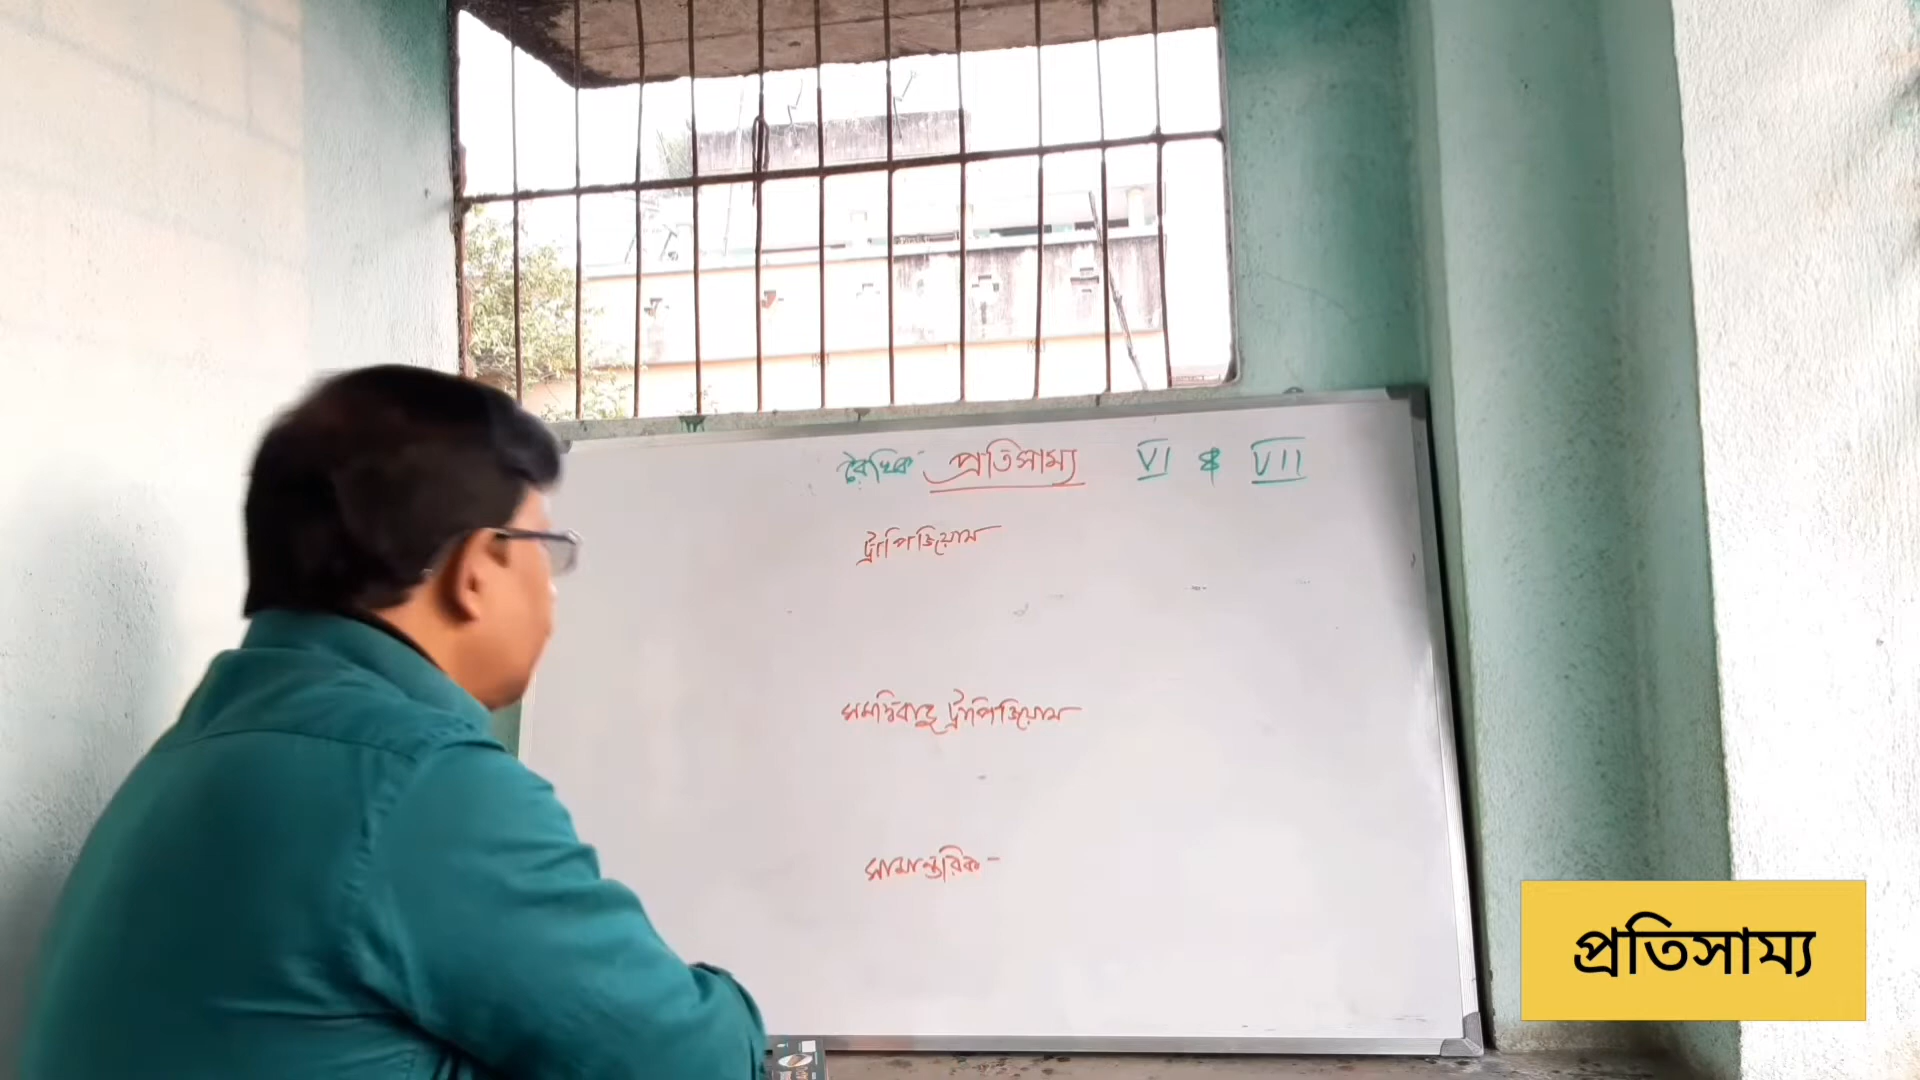 রৈখিক প্রতিসাম্য VI & VII
ট্রাপিজিয়াম
সমদ্বিবাহু ট্রাপিজিয়াম
সামান্তরিক
প্রতিসাম্য